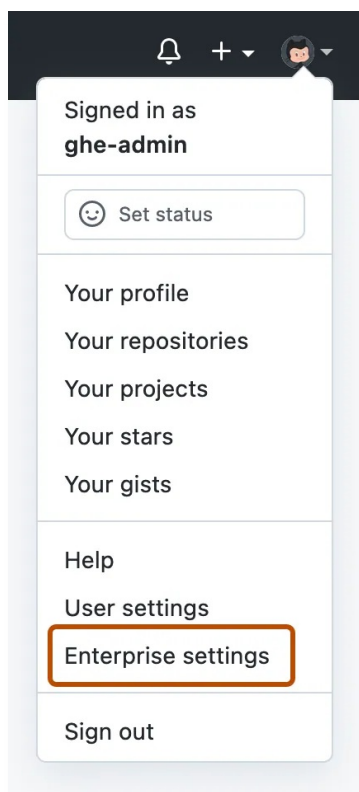 Signed in as
ghe-admin
Set status
Your profile
Your repositories
Your projects
Your stars
Your gists
Help
User settings
Enterprise settings
Sign out